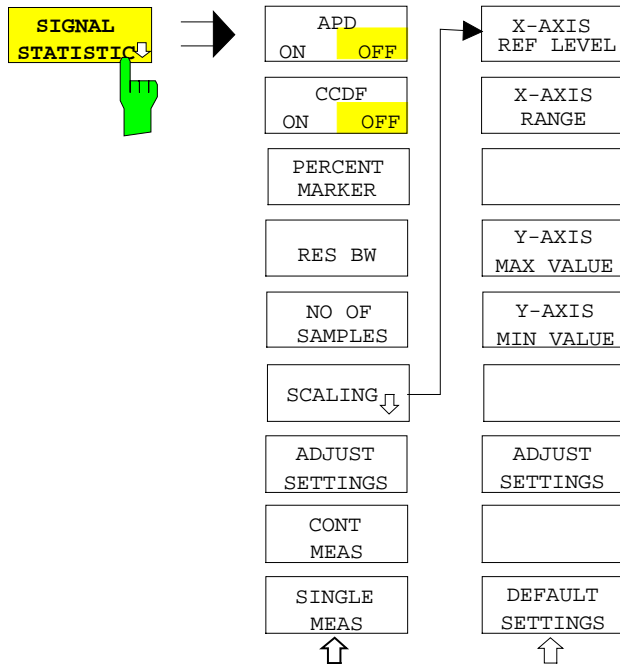 SIGNAL
STATISTIC
APD
ON OFF
CCDF
ON OFF
PERCENT
MARKER
RES BW
NO OF
SAMPLES
SCALING
ADJUST
SETTINGS
CONT
MEAS
SINGLE
MEAS
X-AXIS
REF LEVEL
X-AXIS
RANGE
Y-AXIS
MAX VALUE
Y-AXIS
MIN VALUE
ADJUST
SETTINGS
DEFAULT
SETTINGS